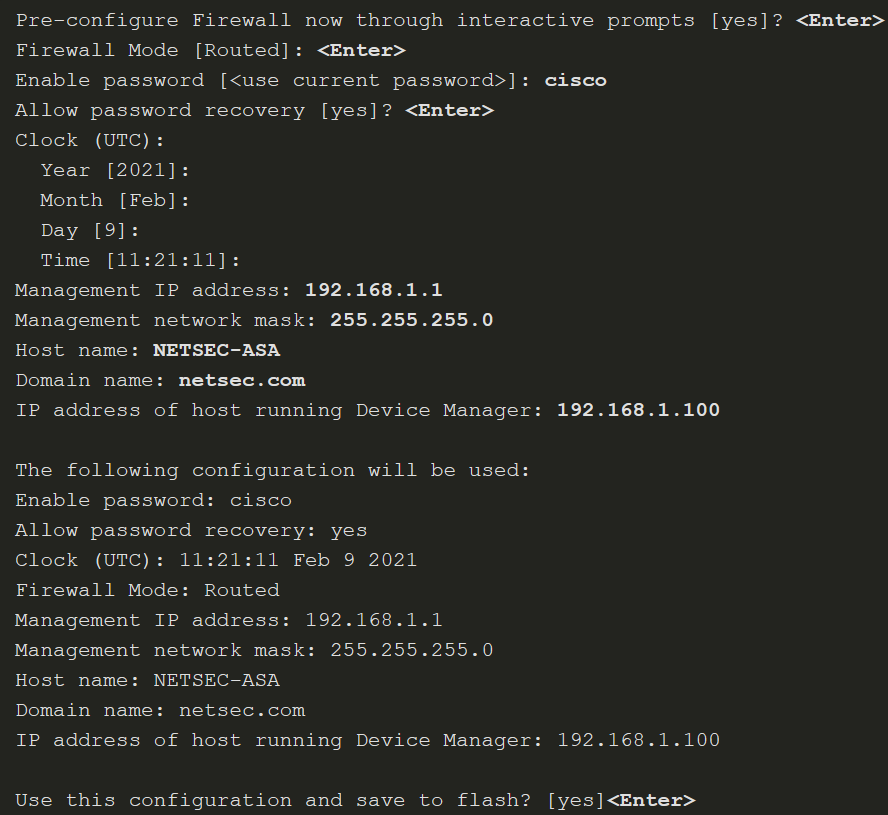 Pre-configure Firewall now through interactive prompts [yes]? <Enter>
Firewall Mode [Routed]: <Enter>
Enable password [<use current password>]: cisco
Allow password recovery [yes]? <Enter>
Clock (UTC):
  Year [2021]:
  Month [Feb]:
  Day [9]:
  Time [11:21:11]:
Management IP address: 192.168.1.1
Management network mask: 255.255.255.0
Host name: NETSEC-ASA
Domain name: netsec.com
IP address of host running Device Manager: 192.168.1.100

The following configuration will be used:
Enable password: cisco
Allow password recovery: yes
Clock (UTC): 11:21:11 Feb 9 2021
Firewall Mode: Routed
Management IP address: 192.168.1.1
Management network mask: 255.255.255.0
Host name: NETSEC-ASA
Domain name: netsec.com
IP address of host running Device Manager: 192.168.1.100

Use this configuration and save to flash? [yes]<Enter>